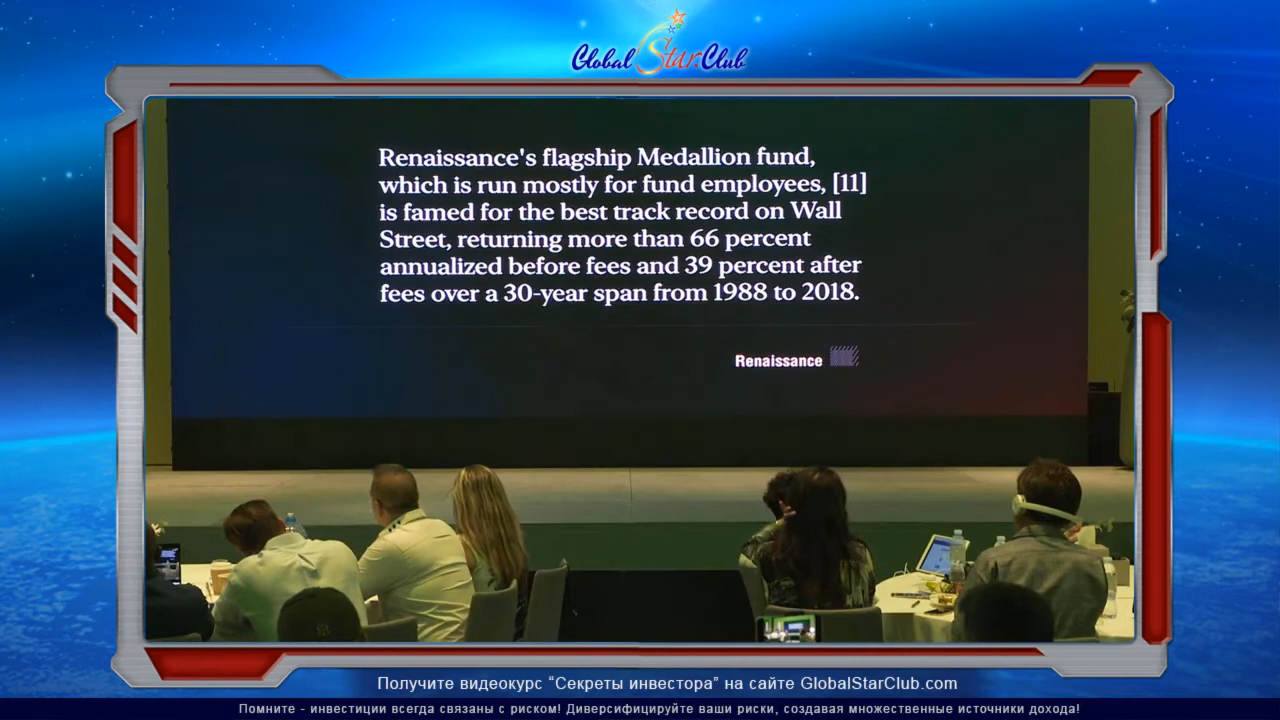 Global Star Club
Renaissance's flagship Medallion fund,
which is run mostly for fund employees, [11]
is famed for the best track record on Wall
Street, returning more than 66 percent
annualized before fees and 39 percent after
fees over a 30-year span from 1988 to 2018.
Renaissance
Получите видеокурс “Секреты инвестора” на сайте GlobalStarClub.com
Помните - инвестиции всегда связаны с риском! Диверсифицируйте ваши риски, создавая множественные источники дохода!